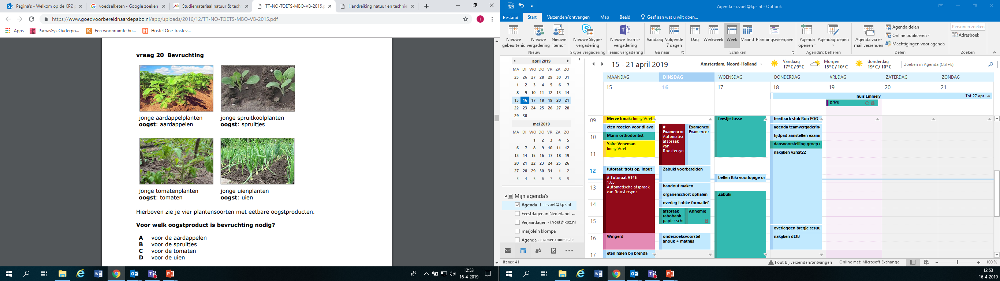 Pagina's - Welkom op de KPZ
voedselketen - Google zoeken
Studiemateriaal natuur & tech
TT-NO-TOETS-MBO-VB-2015.p
Handreiking natuur en technie
https://www.goedvoorbereidnaardepabo.nl/app/uploads/2016/12/TT-NO-TOETS-MBO-VB-2015.pdf
Apps
ParnasSys Ouderpo...
Een woonruimte hu...
Hostel One Trastev...
vraag 20 Bevruchting
jonge aardappelplanten
oogst: aardappelen
jonge spruitkoolplanten
oogst: spruitjes
jonge tomatenplanten
oogst: tomaten
jonge uienplanten
oogst: uien
Hierboven zie je vier plantensoorten met eetbare oogstproducten.
Voor welk oogstproduct is bevruchting nodig?
A voor de aardappelen
B voor de spruitjes
C voor de tomaten
D voor de uien
12:53
16-4-2019
Agenda - i.voet@kpz.nl - Outlook
Bestand Start Verzenden/ontvangen Map Beeld Geef aan wat u wilt doen...
Nieuwe gebeurtenis
Nieuwe vergadering
Nieuwe items
Nieuw
Nieuwe Skype-vergadering
Skype-vergadering
Nieuwe Teams-vergadering
Teams-vergadering
Vandaag
Volgende 7 dagen
Ga naar
Dag
Werkweek
Week
Maand
Planningsweergave
Schikken
Agenda openen
Agendagroepen
Agenda's beheren
Agenda via e-mail verzenden
Agenda delen
Online publiceren
Machtigingen voor agenda
Delen
Personen zoeken
Adresboek
Zoeken
april 2019
MA DI WO DO VR ZA ZO
25 26 27 28 29 30 31
1 2 3 4 5 6 7
8 9 10 11 12 13 14
15 16 17 18 19 20 21
22 23 24 25 26 27 28
29 30
mei 2019
MA DI WO DO VR ZA ZO
1 2 3 4 5
6 7 8 9 10 11 12
13 14 15 16 17 18 19
20 21 22 23 24 25 26
27 28 29 30 31 1 2
3 4 5 6 7 8 9
Mijn agenda's
Agenda 1 - i.voet@kpz.nl
Feestdagen in Nederland -...
Verjaardagen - i.voet@kpz.nl
marjolein klompe
Agenda - examencommissie
15 - 21 april 2019
Amsterdam, Noord-Holland
Vandaag
17°C/9°C
Morgen
15°C/10°C
donderdag
19°C/10°C
Zoeken in Agenda (Ctrl+E)
MAANDAG DINSDAG WOENSDAG DONDERDAG VRIJDAG ZATERDAG ZONDAG
15 16 17 18 19 20 21
huis Emmely Tot 27 apr
prive
09
10
11
12
13
14
15
16
17
Merve Irmak; Immy Voet
eten regelen voor di avo
Marin orthodontist
Yaire Veneman
Immy Voet
tutoraat: trots op, input
# Tutoraat VT4E
1.05
Automatische afspraak
van Roostersync
Wingerd
eten halen bij brenda
#
Examencor
Automatisc
afspraak
van
Roostersyn
Examencor
Examencor
Zabuki voorbereiden
handout maken
organenschort ophalen
overleg Lobke formatief
afspraak
rabobank
papier schu
Annemie
onderzoeksvoorstel
anouk + mathijs
feestje Josse
bellen Kiki voorlopige or
Zabuki
feedback stuk Ron FOG
agenda teamvergadering
tijdpad aanstellen exami
dansvoorstelling groep 6
nakijken v2nat22
overleggen bregje cesuu
nakijken dt3B
Items: 41
Fout bij verzenden/ontvangen
Online met: Microsoft Exchange
100 %
12:53
16-4-2019